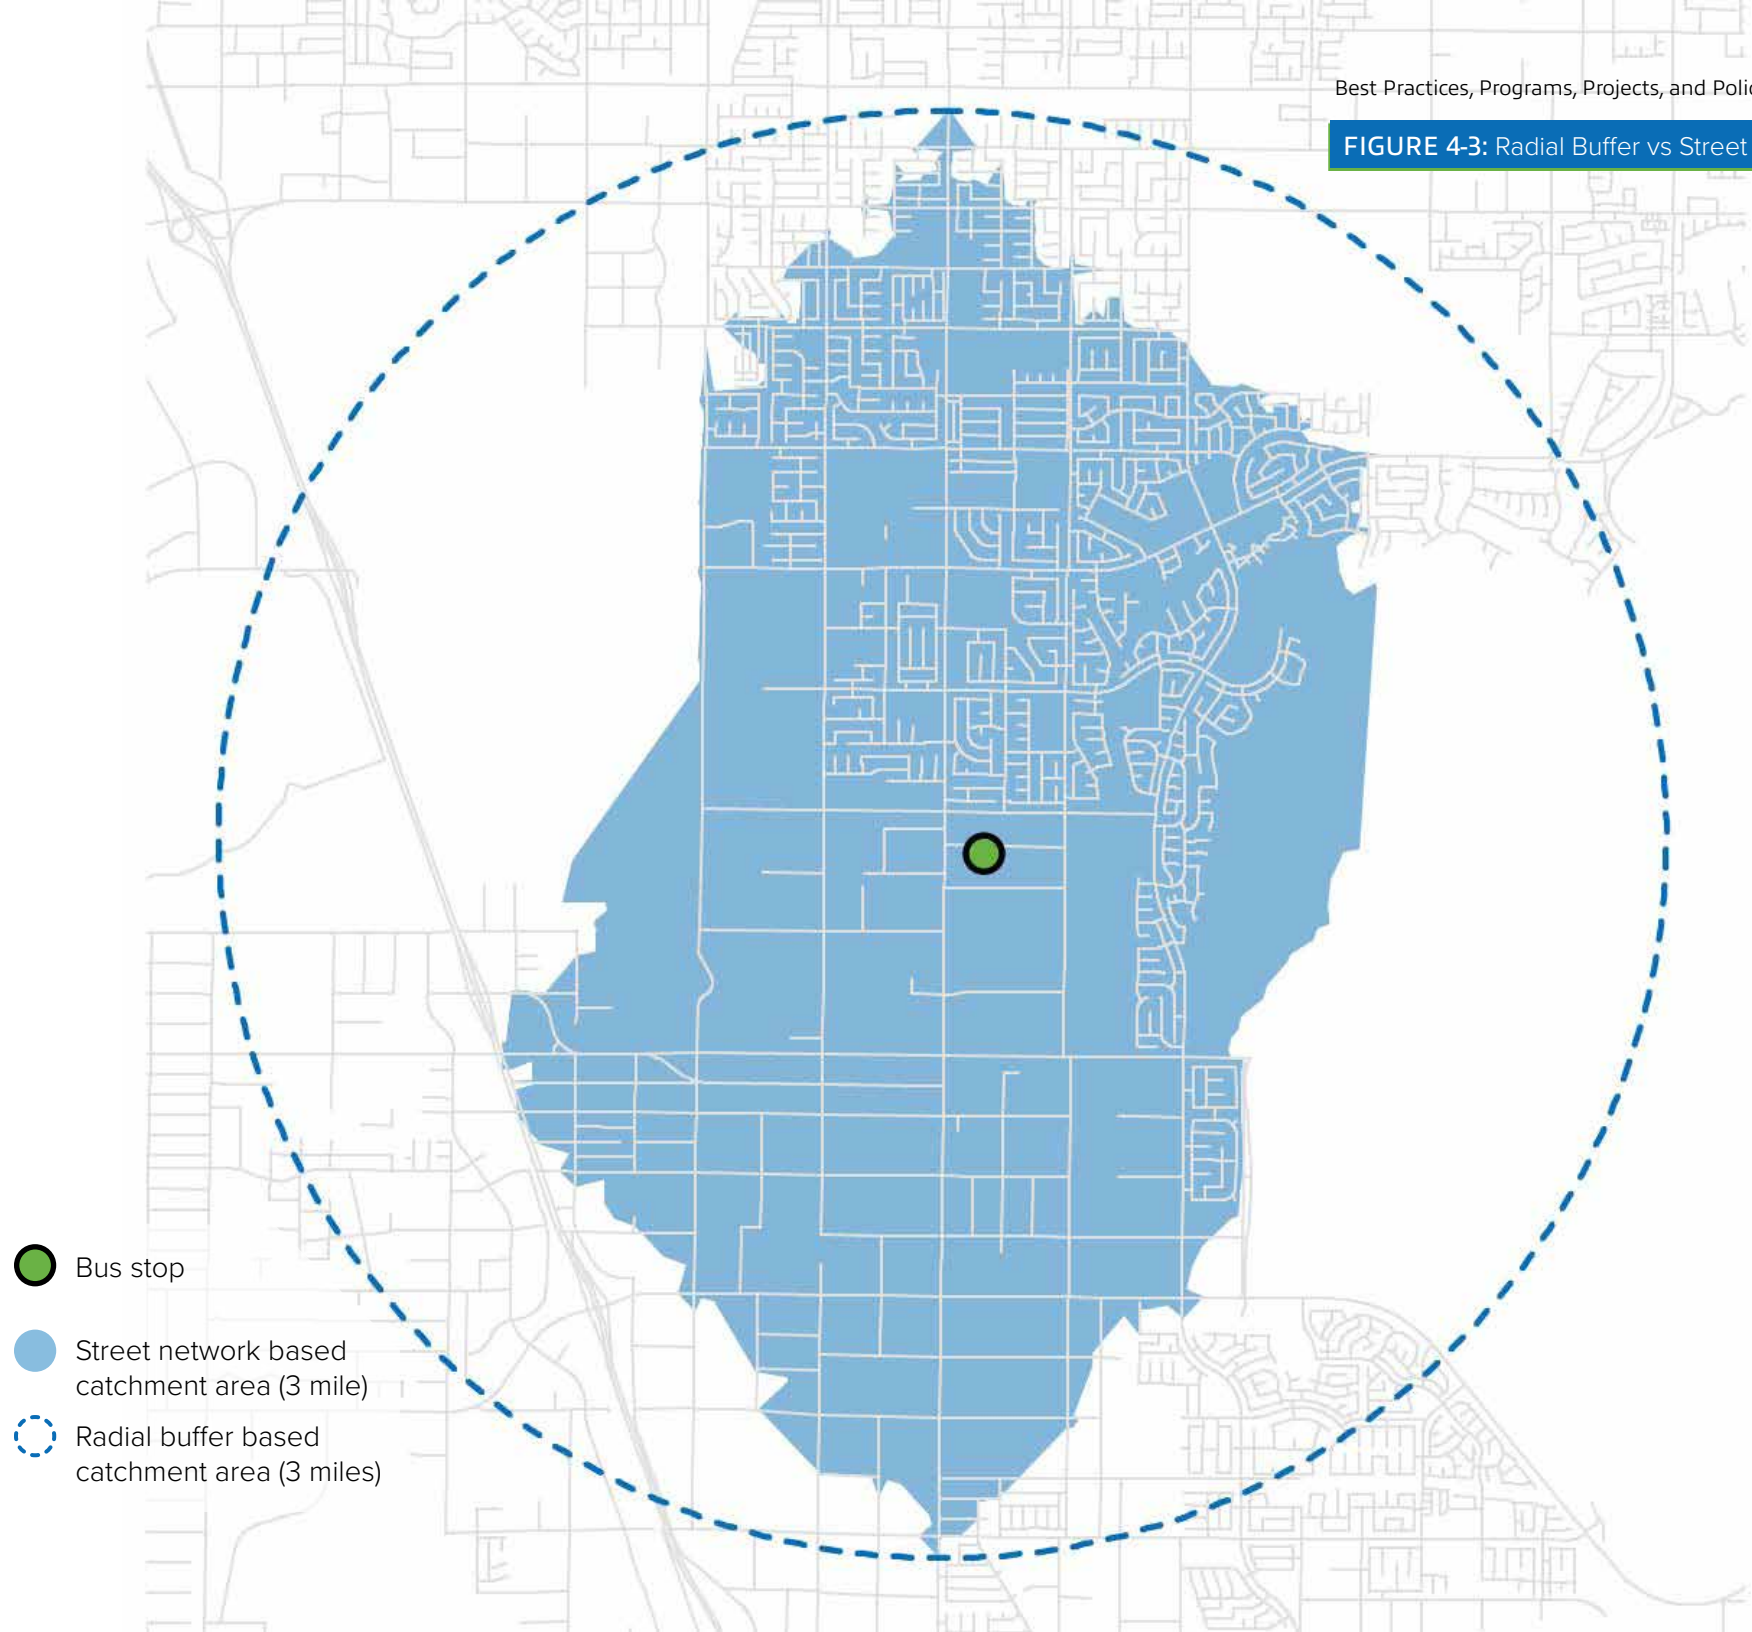 Best Practices, Programs, Projects, and
FIGURE 4-3: Radial Buffer vs Street
Bus stop
Street network based
catchment area (3 mile)
Radial buffer based
catchment area (3 miles)